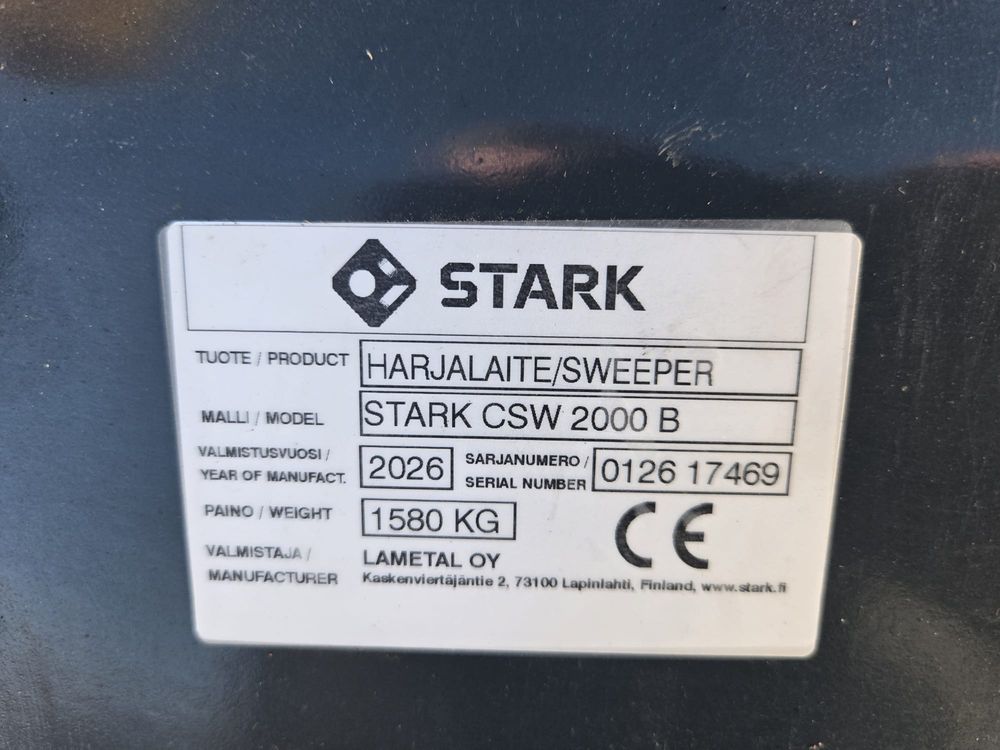 STARK
TUOTE / PRODUCT HARJALAITE/SWEEPER
MALLI / MODEL STARK CSW 2000 B
VALMISTUSVUOSI /
YEAR OF MANUFACT. 2026 SARJANUMERO /
SERIAL NUMBER 0126 17469
PAINO / WEIGHT 1580 KG
CE
VALMISTAJA /
MANUFACTURER
LAMETAL OY
Kaskenviertäjäntie 2, 73100 Lapinlahti, Finland, www.stark.fi